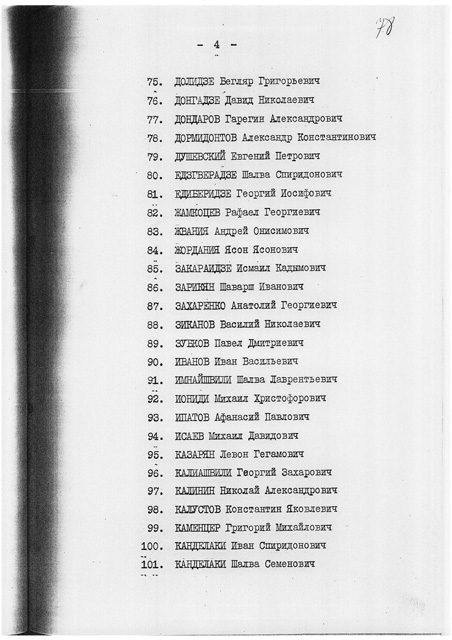 78
- 4 -
75. ДОЛИДЗЕ Бегляр Григорьевич
76. ДОНГАДЗЕ Давид Николаевич
77. ДОНДАРОВ Гарегин Александрович
78. ДОРМИДОНТОВ Александр Константинович
79. ДУШЕВСКИЙ Евгений Петрович
80. ЕДЗГВЕРАДЗЕ Шалва Спиридонович
81. ЕДИБЕРИДЗЕ Георгий Иосифович
82. ЖАМКОЦЕВ Рафаел Георгиевич
83. ЖВАНИЯ Андрей Онисимович
84. ЖОРДАНИЯ Ясон Ясонович
85. ЗАКАРАИДЗЕ Исмаил Кадымович
86. ЗАРИКЯН Шаварш Иванович
87. ЗАХАРЕНКО Анатолий Георгиевич
88. ЗИКАНОВ Василий Николаевич
89. ЗУБКОВ Павел Дмитриевич
90. ИВАНОВ Иван Васильевич
91. ИМНАЙШВИЛИ Шалва Лаврентьевич
92. ИОНИДИ Михаил Христофорович
93. ИПАТОВ Афанасий Павлович
94. ИСАЕВ Михаил Давидович
95. КАЗАРЯН Левон Гегамович
96. КАЛИАШВИЛИ Георгий Захарович
97. КАЛИНИН Николай Александрович
98. КАЛУСТОВ Константин Яковлевич
99. КАМЕНЦЕР Григорий Михайлович
100. КАНДЕЛАКИ Иван Спиридонович
101. КАНДЕЛАКИ Шалва Семенович